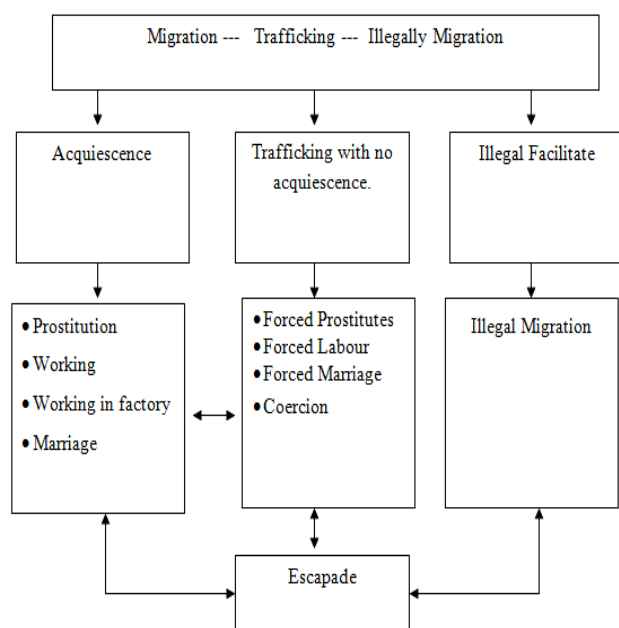 Migration --- Trafficking --- Illegally Migration
Acquiescence
Trafficking with no
acquiescence.
Illegal Facilitate
• Prostitution
• Working
• Working in factory
• Marriage
• Forced Prostitutes
• Forced Labour
• Forced Marriage
• Coercion
Illegal Migration
Escapade